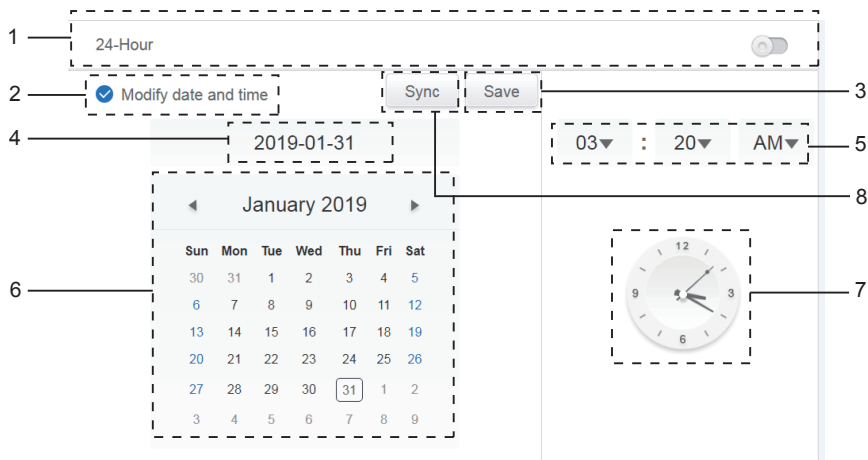 1
24-Hour
2
Modify date and time
Sync
Save
3
4
2019-01-31
03 : 20 AM
5
8
January 2019
Sun Mon Tue Wed Thu Fri Sat
30 31 1 2 3 4 5
6 7 8 9 10 11 12
13 14 15 16 17 18 19
20 21 22 23 24 25 26
27 28 29 30 31 1 2
3 4 5 6 7 8 9
6
12
9 3
6
7